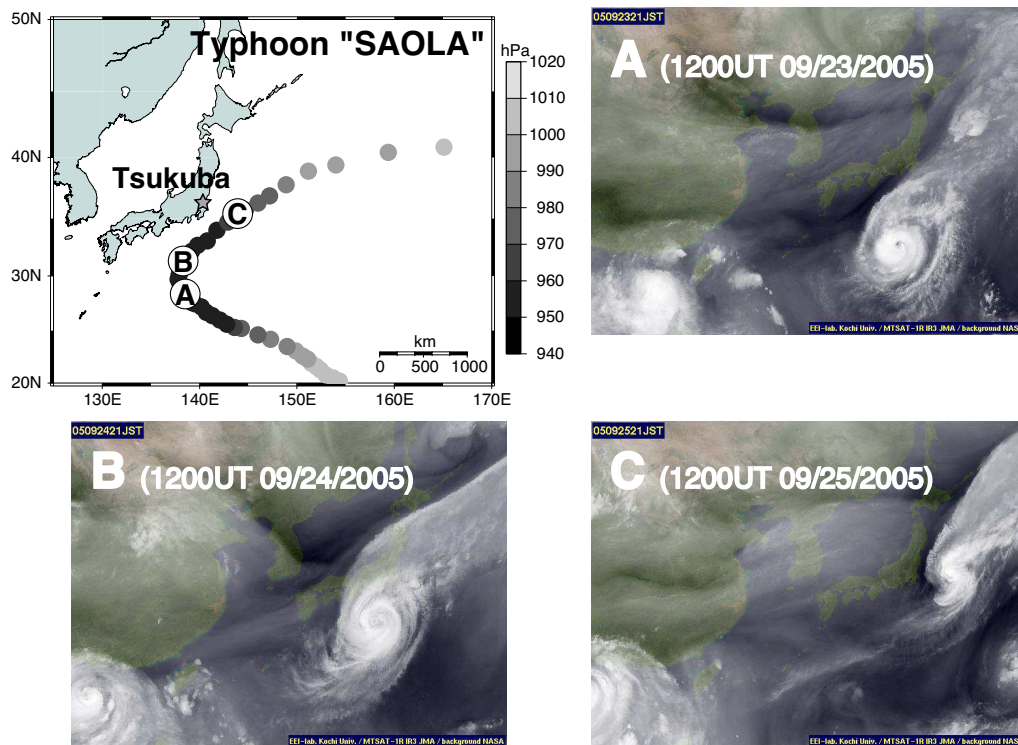 Typhoon "SAOLA"
50N
40N
30N
20N
130E
140E
150E
160E
170E
Tsukuba
C
B
A
km
0 500 1000
hPa
1020
1010
1000
990
980
970
960
950
940
05092321JST
A (1200UT 09/23/2005)
EEI-lab. Kochi Univ. / MTSAT-1R IR3 JMA / background NAS
05092421JST
B (1200UT 09/24/2005)
EEI-lab. Kochi Univ. / MTSAT-1R IR3 JMA / background NASA
05092521JST
C (1200UT 09/25/2005)
EEI-lab. Kochi Univ. / MTSAT-1R IR3 JMA / background NASA